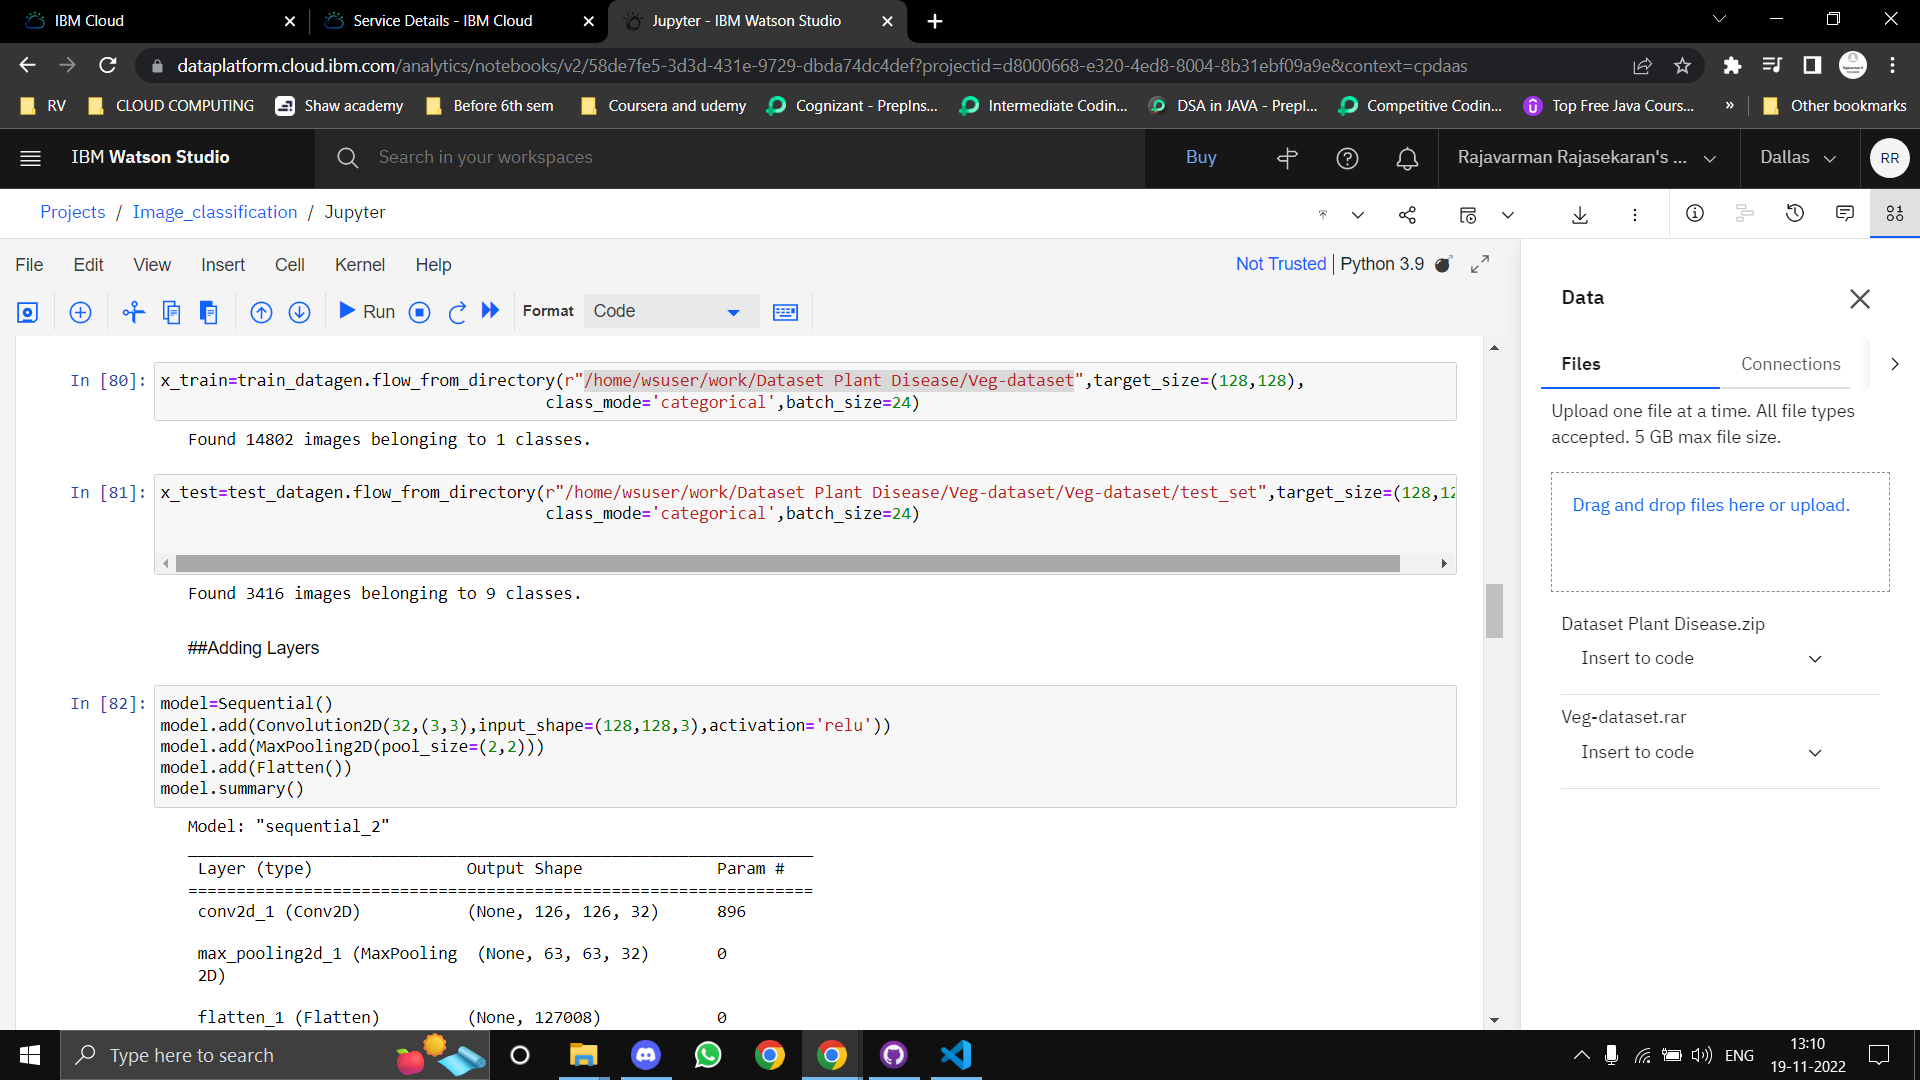 IBM Cloud
Service Details - IBM Cloud
Jupyter - IBM Watson Studio
dataplatform.cloud.ibm.com/analytics/notebooks/v2/58de7fe5-3d3d-431e-9729-dbda74dc4def?projectid=d8000668-e320-4ed8-8004-8b31ebf09a9e&context=cpdaas
RV
CLOUD COMPUTING
Shaw academy
Before 6th sem
Coursera and udemy
Cognizant - PrepIns...
Intermediate Codin...
DSA in JAVA - PrepI...
Competitive Codin...
Top Free Java Cours...
»
Other bookmarks
IBM Watson Studio
Search in your workspaces
Buy
Rajavarman Rajasekaran's ...
Dallas
RR
Projects / Image_classification / Jupyter
File Edit View Insert Cell Kernel Help
Not Trusted | Python 3.9
Run
Format
Code
In [80]: x_train=train_datagen.flow_from_directory(r"/home/wsuser/work/Dataset Plant Disease/Veg-dataset",target_size=(128,128),
class_mode='categorical',batch_size=24)
Found 14802 images belonging to 1 classes.
In [81]: x_test=test_datagen.flow_from_directory(r"/home/wsuser/work/Dataset Plant Disease/Veg-dataset/Veg-dataset/test_set",target_size=(128,12
class_mode='categorical',batch_size=24)
Found 3416 images belonging to 9 classes.
##Adding Layers
In [82]: model=Sequential()
model.add(Convolution2D(32,(3,3),input_shape=(128,128,3),activation='relu'))
model.add(MaxPooling2D(pool_size=(2,2)))
model.add(Flatten())
model.summary()
Model: "sequential_2"
Layer (type) Output Shape Param #
=================================================================
conv2d_1 (Conv2D) (None, 126, 126, 32) 896
max_pooling2d_1 (MaxPooling (None, 63, 63, 32) 0
2D)
flatten_1 (Flatten) (None, 127008) 0
Data
Files
Connections
Upload one file at a time. All file types
accepted. 5 GB max file size.
Drag and drop files here or upload.
Dataset Plant Disease.zip
Insert to code
Veg-dataset.rar
Insert to code
Type here to search
ENG
13:10
19-11-2022